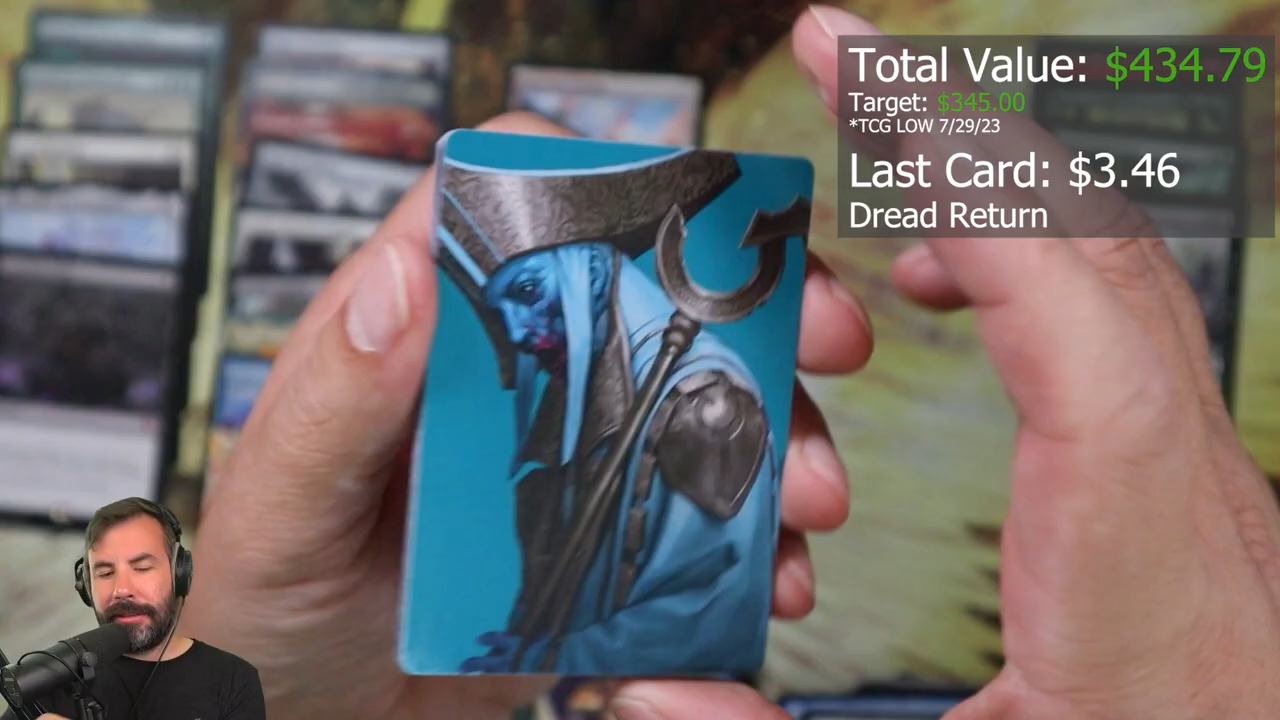 Total Value: $434.79
Target: $345.00
*TCG LOW 7/29/23
Last Card: $3.46
Dread Return